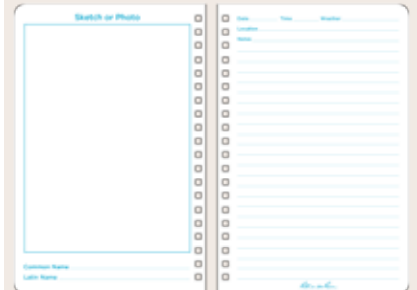 Sketch or Photo
Common Name
Latin Name
Date Time Weather
Location
Notes